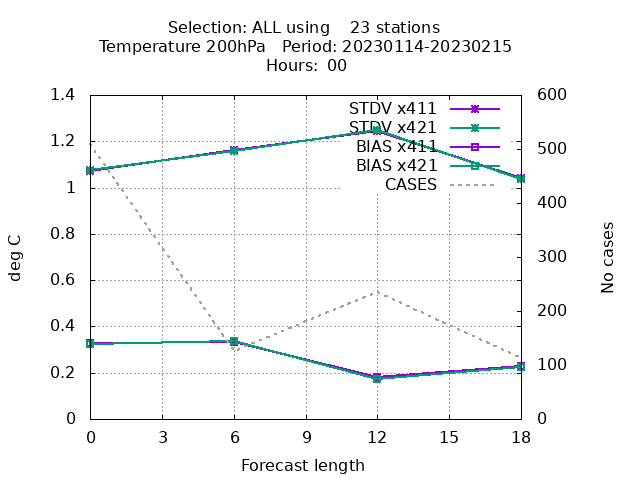 Selection: ALL using    23 stations
Temperature 200hPa   Period: 20230114-20230215
Hours: 00
1.4
1.2
1
0.8
0.6
0.4
0.2
0
deg C
600
500
400
300
200
100
0
No cases
STDV x411
STDV x421
BIAS x411
BIAS x421
CASES
0 3 6 9 12 15 18
Forecast length